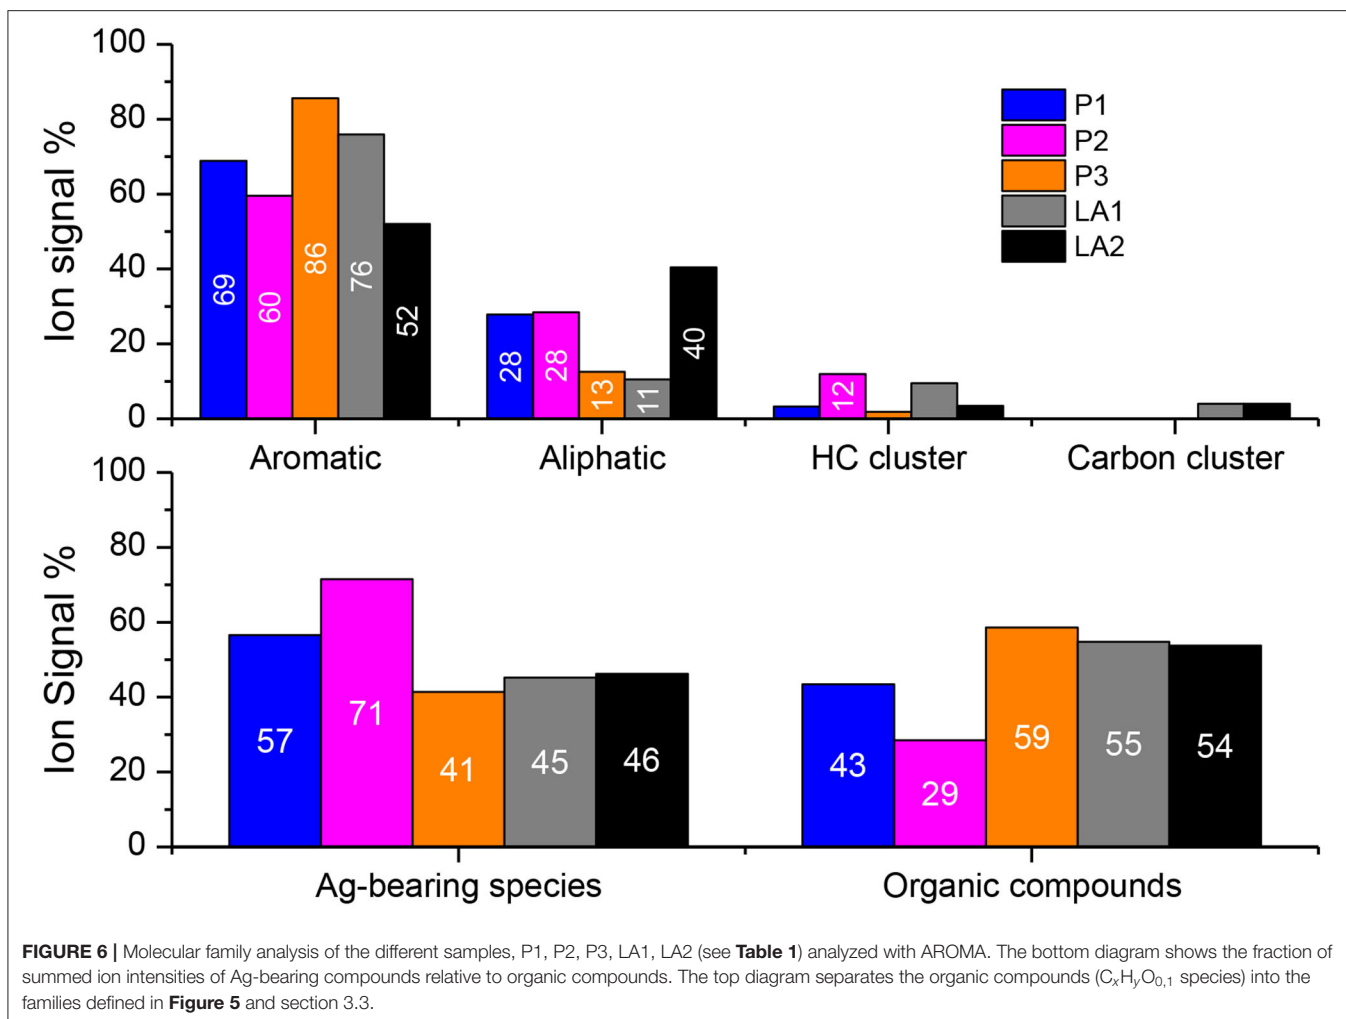 100
80
60
40
20
0
Ion signal %
69
60
86
76
52
28
28
13
11
40
12
P1
P2
P3
LA1
LA2
Aromatic
Aliphatic
HC cluster
Carbon cluster
100
80
60
40
20
0
Ion Signal %
57
71
41
45
46
43
29
59
55
54
Ag-bearing species
Organic compounds
FIGURE 6 | Molecular family analysis of the different samples, P1, P2, P3, LA1, LA2 (see Table 1) analyzed with AROMA. The bottom diagram shows the fraction of
summed ion intensities of Ag-bearing compounds relative to organic compounds. The top diagram separates the organic compounds (CxHyO0,1 species) into the
families defined in Figure 5 and section 3.3.